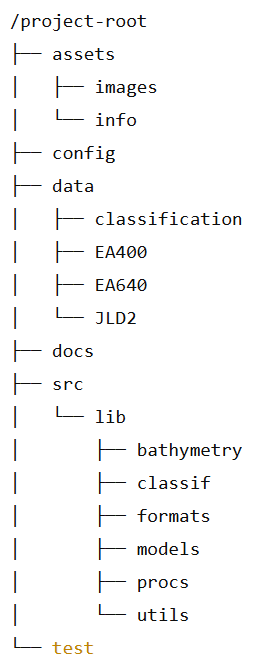 /project-root
├── assets
│   ├── images
│   └── info
├── config
├── data
│   ├── classification
│   ├── EA400
│   ├── EA640
│   └── JLD2
├── docs
├── src
│   └── lib
│       ├── bathymetry
│       ├── classif
│       ├── formats
│       ├── models
│       ├── procs
│       └── utils
└── test